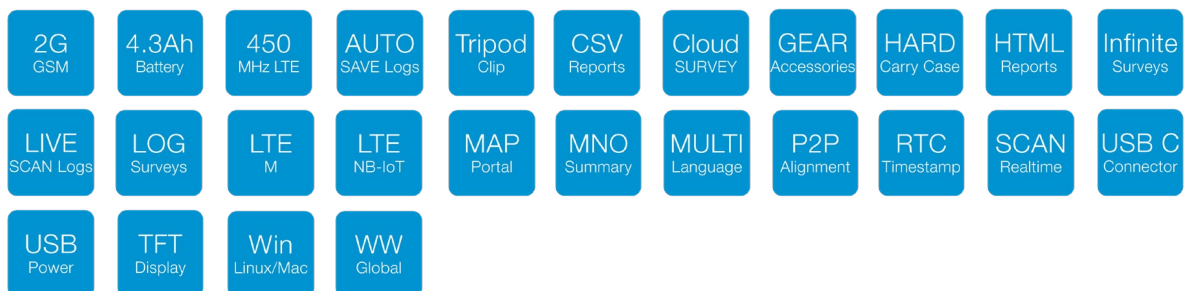 2G
GSM
4.3Ah
Battery
450
MHz LTE
AUTO
SAVE Logs
Tripod
Clip
CSV
Reports
Cloud
SURVEY
GEAR
Accessories
HARD
Carry Case
HTML
Reports
Infinite
Surveys
LIVE
SCAN Logs
LOG
Surveys
LTE
M
LTE
NB-IoT
MAP
Portal
MNO
Summary
MULTI
Language
P2P
Alignment
RTC
Timestamp
SCAN
Realtime
USB C
Connector
USB
Power
TFT
Display
Win
Linux/Mac
WW
Global